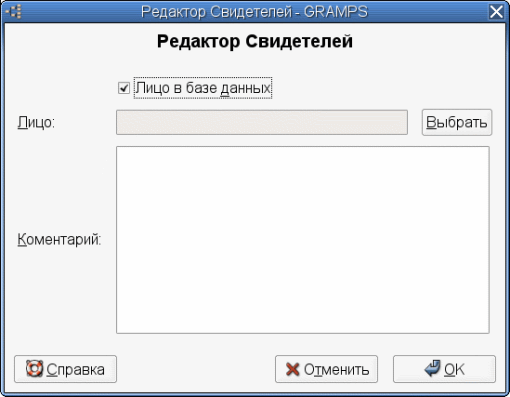 Редактор Свидетелей - GRAMPS
Редактор Свидетелей
Лицо в базе данных
Лицо:
Выбрать
Коментарий:
Справка
Отменить
OK